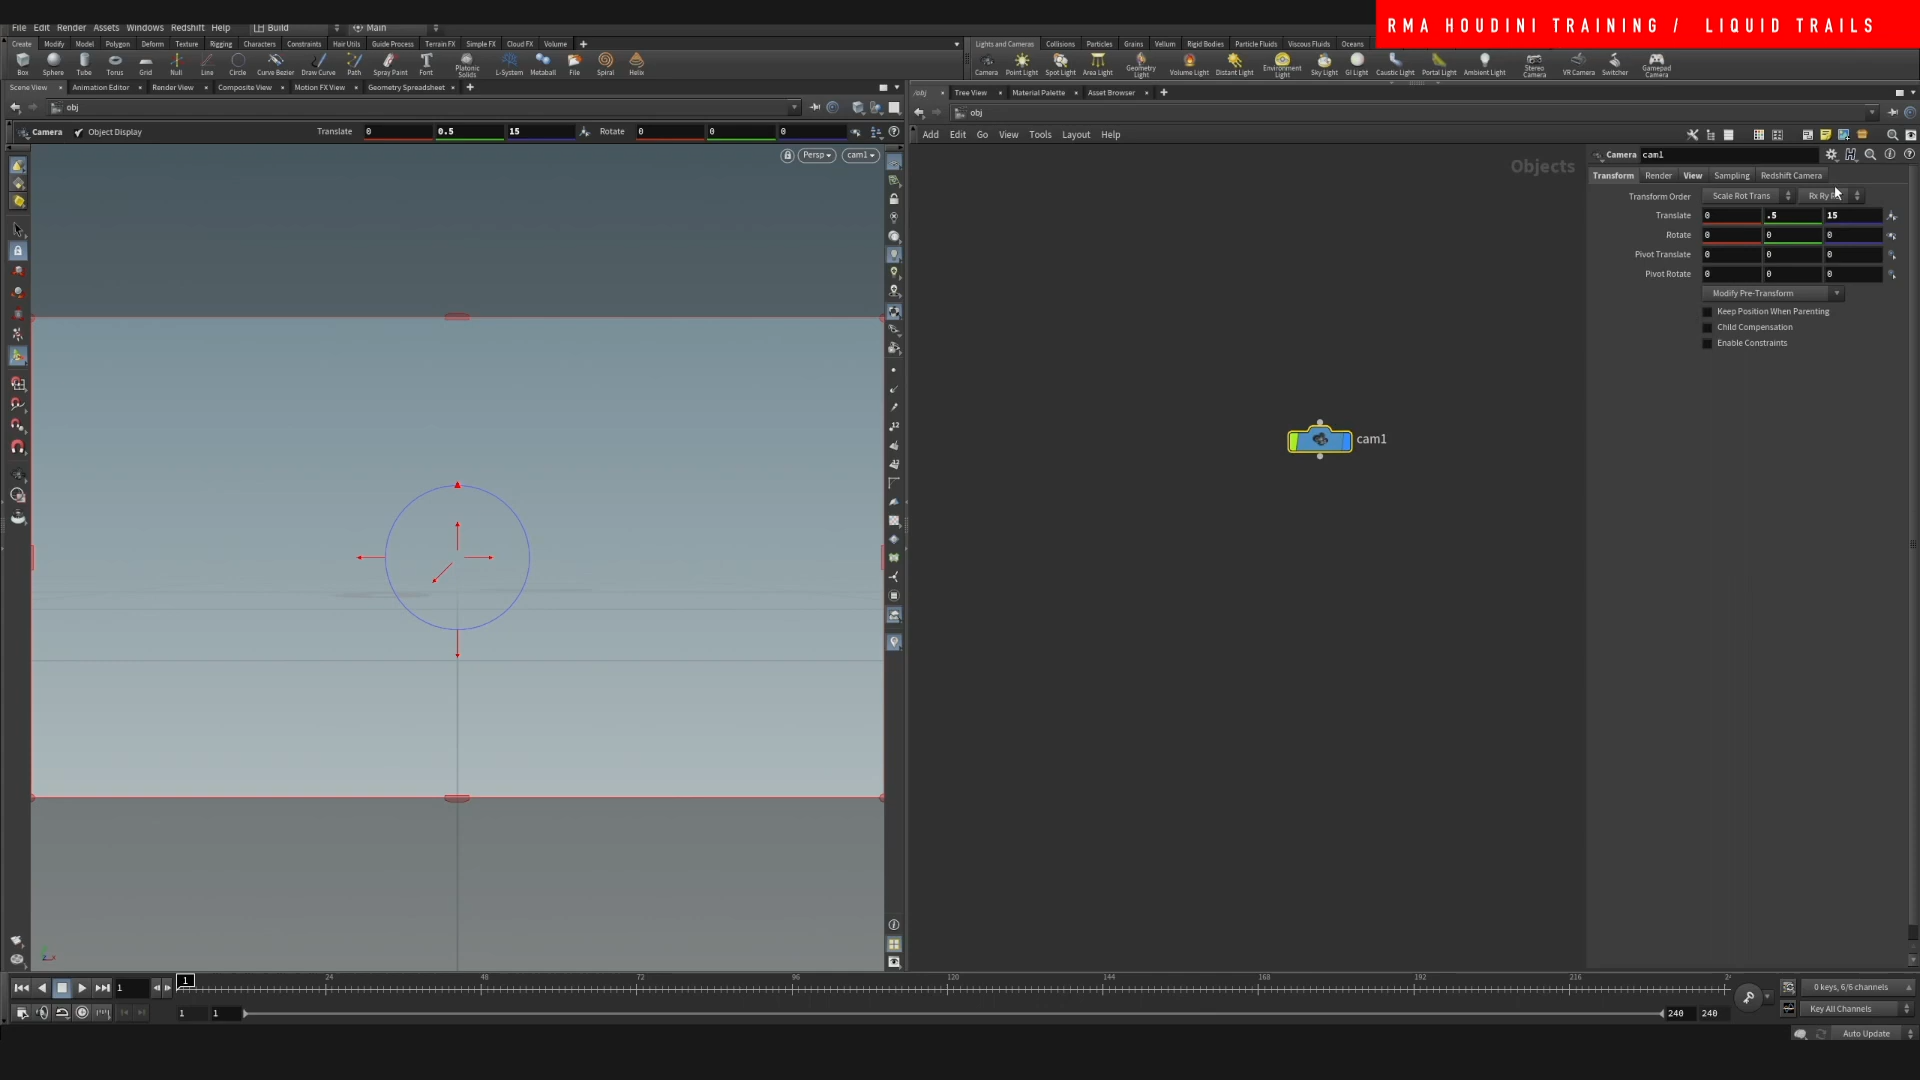 RMA HOUDINI TRAINING / LIQUID TRAILS
File Edit Render Assets Windows Redshift Help Build Main
Create Modify Model Polygon Deform Texture Rigging Characters Constraints Hair Utils Guide Process Terrain FX Simple FX Cloud FX Volume
Lights and Cameras Collisions Particles Grains Vellum Rigid Bodies Particle Fluids Viscous Fluids Oceans
Box Sphere Tube Torus Grid Null Line Circle Curve Bezier Draw Curve Path Spray Paint Font Platonic Solids L-System Metaball File Spiral Helix
Camera Point Light Spot Light Area Light Geometry Light Volume Light Distant Light Environment Light Sky Light GI Light Caustic Light Portal Light Ambient Light Stereo Camera VR Camera Switcher Gamepad Camera
Scene View Animation Editor Render View Composite View Motion FX View Geometry Spreadsheet
/obj Tree View Material Palette Asset Browser
obj
obj
Camera Object Display Translate 0 0.5 15 Rotate 0 0 0
Add Edit Go View Tools Layout Help
Persp cam1
Objects
Camera cam1
Transform Render View Sampling Redshift Camera
Transform Order Scale Rot Trans Rx Ry
Translate 0 .5 15
Rotate 0 0 0
Pivot Translate 0 0 0
Pivot Rotate 0 0 0
Modify Pre-Transform
Keep Position When Parenting
Child Compensation
Enable Constraints
cam1
1 24 48 72 96 120 144 168 192 216
1
0 keys, 6/6 channels
1 1 240 240
Key All Channels
Auto Update